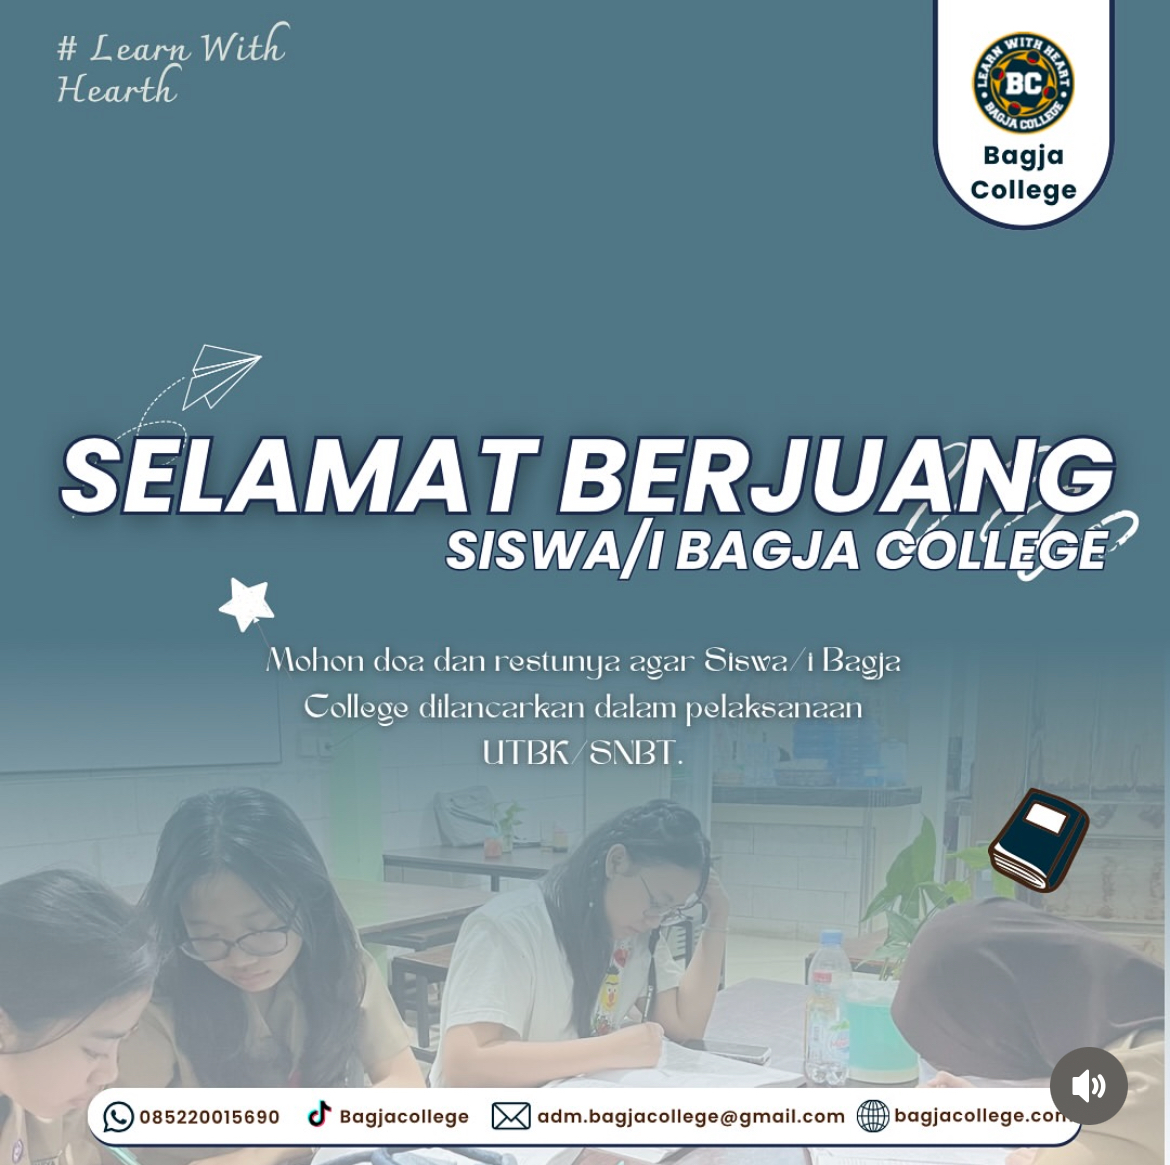 # Learn With
Hearth
LEARN WITH HEART
BC
BAGJA COLLEGE
Bagja
College
SELAMAT BERJUANG
SISWA/I BAGJA COLLEGE
Mohon doa dan restunya agar Siswa/i Bagja
College dilancarkan dalam pelaksanaan
UTBK/SNBT.
085220015690 Bagjacollege adm.bagjacollege@gmail.com bagjacollege.com